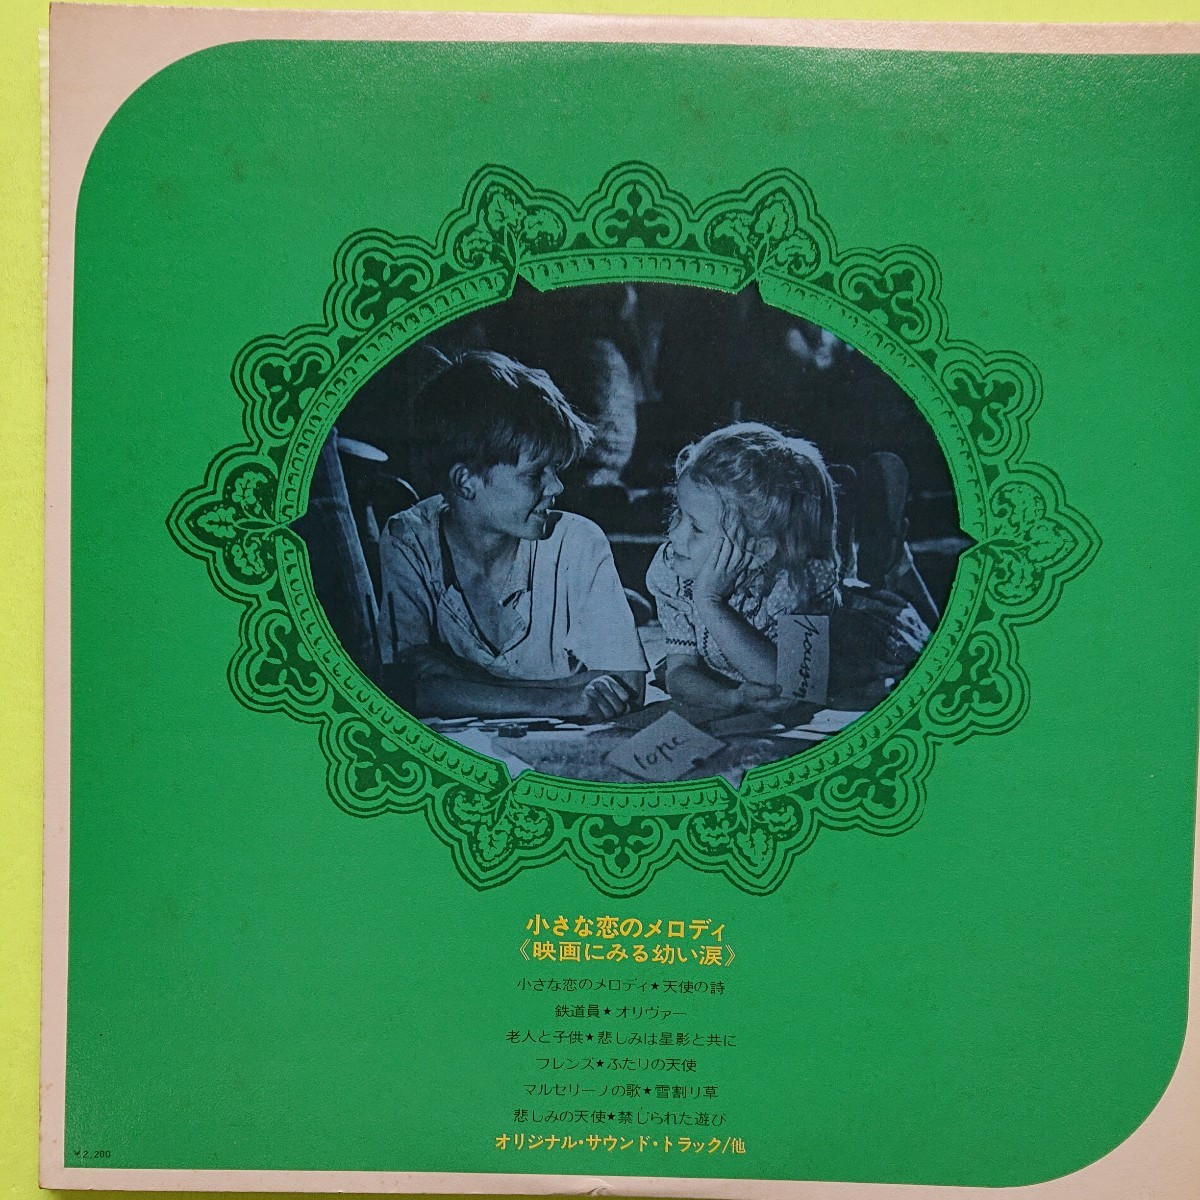 小さな恋のメロディ
《映画にみる幼い涙》
小さな恋のメロディ★天使の詩
鉄道員★オリヴァー
老人と子供★悲しみは星影と共に
フレンズ★ふたりの天使
マルセリーノの歌★雪割り草
悲しみの天使★禁じられた遊び
オリジナル・サウンド・トラック/他
¥2,200